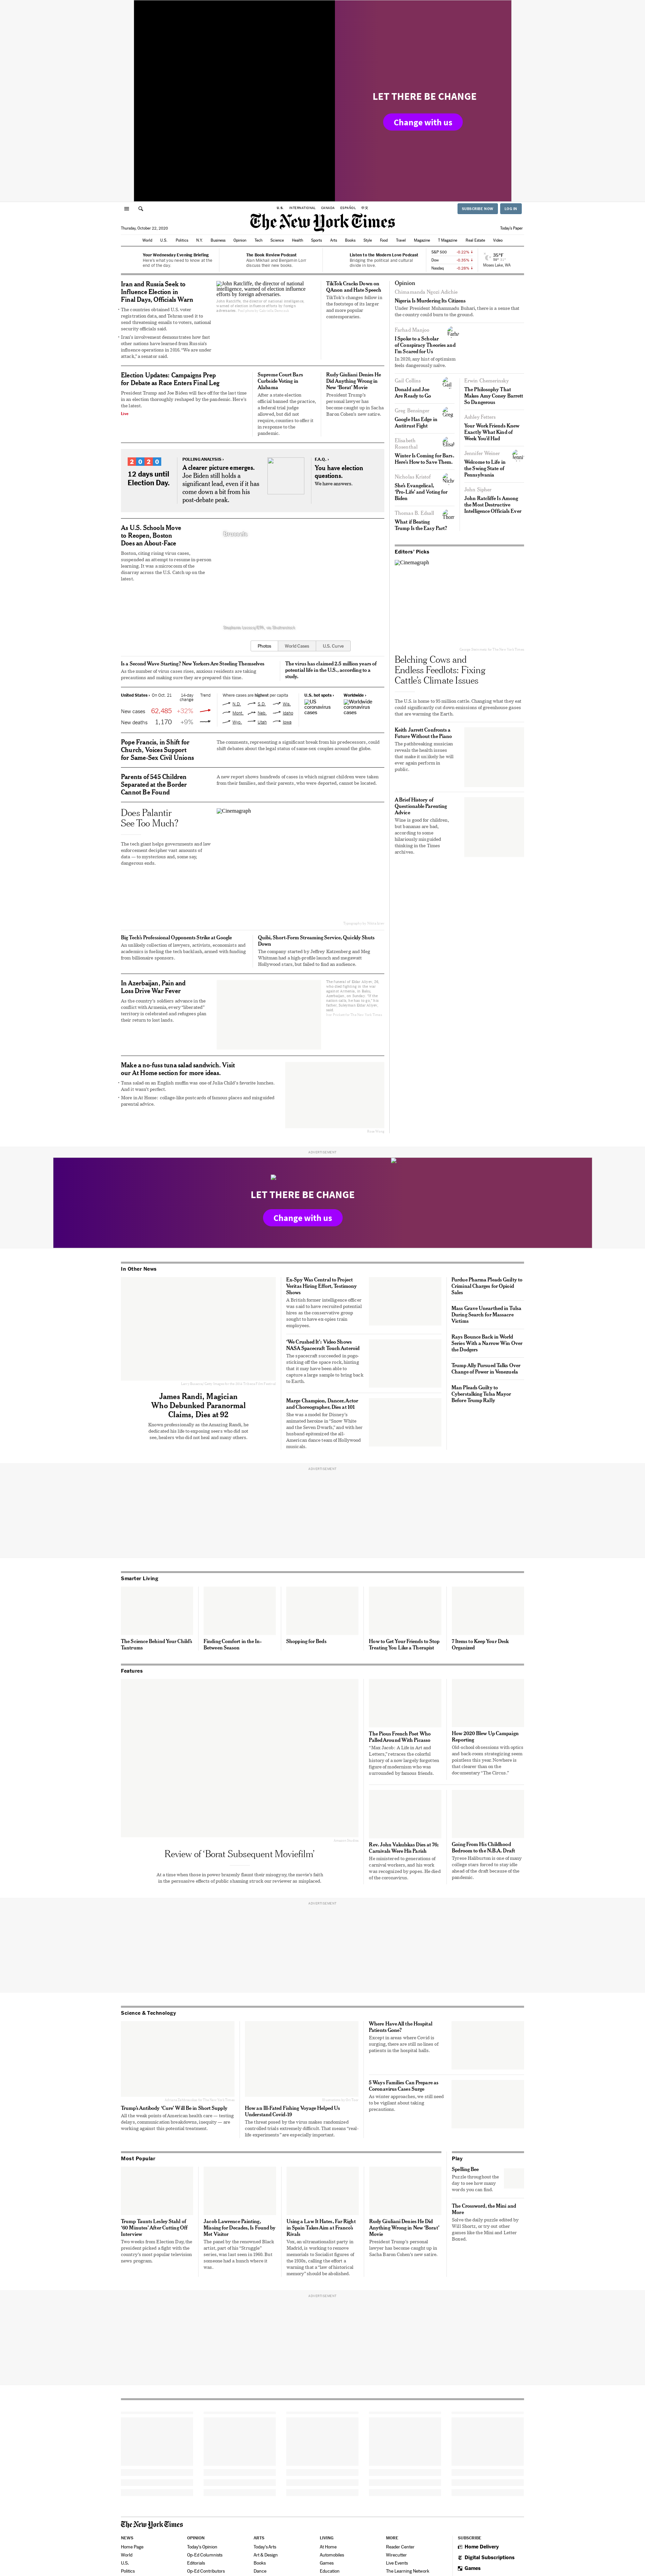 LET THERE BE CHANGE
Change with us
U.S. INTERNATIONAL CANADA ESPAÑOL 中文
SUBSCRIBE NOW LOG IN
The New York Times
Thursday, October 22, 2020
Today's Paper
World U.S. Politics N.Y. Business Opinion Tech Science Health Sports Arts Books Style Food Travel Magazine T Magazine Real Estate Video
Your Wednesday Evening Briefing
Here's what you need to know at the end of the day.
The Book Review Podcast
Listen to the Modern Love Podcast
Bridging the political and cultural divide in love.
S&P 500 -0.22%
Dow -0.35%
Nasdaq -0.28%
35°F
Moses Lake, WA
Iran and Russia Seek to
Influence Election in
Final Days, Officials Warn
• The countries obtained U.S. voter
registration data, and Tehran used it to
send threatening emails to voters, national
security officials said.
• Iran's involvement demonstrates how fast
other nations have learned from Russia's
influence operations in 2016. "We are under
attack," a senator said.
John Ratcliffe, the director of national
intelligence, warned of election influence
efforts by foreign adversaries.
TikTok Cracks Down on
QAnon and Hate Speech
TikTok's changes follow in
the footsteps of its larger
and more popular
contemporaries.
Election Updates: Campaigns Prep
for Debate as Race Enters Final Leg
President Trump and Joe Biden will face off for the last time
in an election thoroughly reshaped by the pandemic. Here's
the latest.
Live
Supreme Court Bars
Curbside Voting in
Alabama
After a state election
official banned the practice,
a federal judge
allowed, but did not
require, counties to offer it
in response to the
pandemic.
Rudy Giuliani Denies He
Did Anything Wrong in
New 'Borat' Movie
President Trump's
personal lawyer has
become caught up in Sacha
Baron Cohen's new satire.
2020
12 days until
Election Day.
POLLING ANALYSIS ›
A clearer picture emerges.
Joe Biden still holds a
significant lead, even if it has
come down a bit from his
post-debate peak.
F.A.Q. ›
You have election
questions.
We have answers.
As U.S. Schools Move
to Reopen, Boston
Does an About-Face
Boston, citing rising virus cases,
suspended an attempt to resume in-person
learning. It was a microcosm of the
disarray across the U.S. Catch up on the
latest.
Brussels
Photos World Cases U.S. Curve
Is a Second Wave Starting? New Yorkers Are Steeling Themselves
As the number of virus cases rises, anxious residents are taking
precautions and making sure they are prepared this time.
The virus has claimed 2.5 million years of
potential life in the U.S., according to a
study.
United States › On Oct. 21 14-day change Trend
New cases 62,485 +32%
New deaths 1,170 +9%
Where cases are highest per capita
N.D. S.D. Wis.
Mont. Neb. Idaho
Wyo. Utah Iowa
U.S. hot spots ›
US coronavirus cases
Worldwide ›
Worldwide coronavirus cases
Pope Francis, in Shift for
Church, Voices Support
for Same-Sex Civil Unions
The comments, representing a significant break from his predecessors, could
stall debates about the legal status of same-sex couples around the globe.
Parents of 545 Children
Separated at the Border
Cannot Be Found
A new report shows hundreds of cases in which migrant children were taken
from their families, and their parents, who were deported, cannot be located.
Does Palantir
See Too Much?
The tech giant helps governments and law
enforcement decipher vast amounts of
data — to mysterious and, some say,
dangerous ends.
Cinemagraph
Big Tech's Professional Opponents Strike at Google
An unlikely collection of lawyers, activists, economists and
academics is fueling the tech backlash, armed with funding
from billionaire sponsors.
Quibi, Short-Form Streaming Service, Quickly Shuts
Down
The company started by Jeffrey Katzenberg and Meg
Whitman had a high-profile launch and megawatt
Hollywood stars, but failed to find an audience.
In Azerbaijan, Pain and
Loss Drive War Fever
As the country's soldiers advance in the
conflict with Armenia, every "liberated"
territory is celebrated and refugees plan
their return to lost lands.
Make a no-fuss tuna salad sandwich. Visit
our At Home section for more ideas.
• Tuna salad on an English muffin was one of Julia Child's favorite lunches.
And it wasn't perfect.
• More in At Home: collage-like portraits of famous places and misguided
parental advice.
Opinion
Chimamanda Ngozi Adichie
Nigeria Is Murdering Its Citizens
Under President Muhammadu Buhari, there is a sense that
the country could burn to the ground.
Farhad Manjoo
I Spoke to a Scholar
of Conspiracy Theories and
I'm Scared for Us
In 2020, any hint of optimism
feels dangerously naïve.
Gail Collins
Donald and Joe
Are Ready to Go
Greg Bensinger
Google Has Edge in
Antitrust Fight
Elisabeth
Rosenthal
Winter Is Coming for Bars.
Here's How to Save Them.
Nicholas Kristof
She's Evangelical,
'Pro-Life' and Voting for
Biden
Thomas B. Edsall
What if Beating
Trump Is the Easy Part?
Erwin Chemerinsky
The Philosophy That
Makes Amy Coney Barrett
So Dangerous
Ashley Fetters
Your Work Friends Knew
Exactly What Kind of
Week You'd Had
Jennifer Weiner
Welcome to Life in
the Swing State of
Pennsylvania
John Sipher
John Ratcliffe Is Among
the Most Destructive
Intelligence Officials Ever
Editors' Picks
Cinemagraph
Belching Cows and
Endless Feedlots: Fixing
Cattle's Climate Issues
The U.S. is home to 95 million cattle. Changing what they eat
could significantly cut down emissions of greenhouse gases
that are warming the Earth.
Keith Jarrett Confronts a
Future Without the Piano
The pathbreaking musician
reveals the health issues
that make it unlikely he will
ever again perform in
public.
A Brief History of
Questionable Parenting
Advice
Wine is good for children,
but bananas are bad,
according to some
hilariously misguided
thinking in the Times
archives.
ADVERTISEMENT
LET THERE BE CHANGE
Change with us
In Other News
James Randi, Magician
Who Debunked Paranormal
Claims, Dies at 92
Known professionally as the Amazing Randi, he
dedicated his life to exposing seers who did not
see, healers who did not heal and many others.
Ex-Spy Was Central to Project
Veritas Hiring Effort, Testimony
Shows
A British former intelligence officer
was said to have recruited potential
hires as the conservative group
sought to have ex-spies train
employees.
'We Crushed It': Video Shows
NASA Spacecraft Touch Asteroid
The spacecraft succeeded in pogo-
sticking off the space rock, hinting
that it may have been able to
capture a large sample to bring back
to Earth.
Marge Champion, Dancer, Actor
and Choreographer, Dies at 101
She was a model for Disney's
animated heroine in "Snow White
and the Seven Dwarfs," and with her
husband epitomized the all-
American dance team of Hollywood
musicals.
Purdue Pharma Pleads Guilty to
Criminal Charges for Opioid
Sales
Mass Grave Unearthed in Tulsa
During Search for Massacre
Victims
Rays Bounce Back in World
Series With a Narrow Win Over
the Dodgers
Trump Ally Pursued Talks Over
Change of Power in Venezuela
Man Pleads Guilty to
Cyberstalking Tulsa Mayor
Before Trump Rally
ADVERTISEMENT
Smarter Living
The Science Behind Your Child's
Tantrums
Finding Comfort in the In-
Between Season
Shopping for Beds
How to Get Your Friends to Stop
Treating You Like a Therapist
7 Items to Keep Your Desk
Organized
Features
Review of 'Borat Subsequent Moviefilm'
At a time when those in power brazenly flaunt their misogyny, the movie's faith
in the persuasive effects of public shaming struck our reviewer as misplaced.
The Pious French Poet Who
Palled Around With Picasso
"Max Jacob: A Life in Art and
Letters," retraces the colorful
history of a now largely forgotten
figure of modernism who was
surrounded by famous friends.
How 2020 Blew Up Campaign
Reporting
Old-school obsessions with optics
and back-room strategizing seem
pointless this year. Nowhere is
that clearer than on the
documentary "The Circus."
Rev. John Vakulskas Dies at 76;
Carnivals Were His Parish
He ministered to generations of
carnival workers, and his work
was recognized by popes. He died
of the coronavirus.
Going From His Childhood
Bedroom to the N.B.A. Draft
Tyrese Haliburton is one of many
college stars forced to stay idle
ahead of the draft because of the
pandemic.
ADVERTISEMENT
Science & Technology
Trump's Antibody 'Cure' Will Be in Short Supply
All the weak points of American health care — testing
delays, communication breakdowns, inequity — are
working against this potential treatment.
How an Ill-Fated Fishing Voyage Helped Us
Understand Covid-19
The threat posed by the virus makes randomized
controlled trials extremely difficult. That means "real-
life experiments" are especially important.
Where Have All the Hospital
Patients Gone?
Except in areas where Covid is
surging, there are still no lines of
patients in the hospital halls.
5 Ways Families Can Prepare as
Coronavirus Cases Surge
As winter approaches, we still need
to be vigilant about taking
precautions.
Most Popular
Trump Taunts Lesley Stahl of
'60 Minutes' After Cutting Off
Interview
Two weeks from Election Day, the
president picked a fight with the
country's most popular television
news program.
Jacob Lawrence Painting,
Missing for Decades, Is Found by
Met Visitor
The panel by the renowned Black
artist, part of his "Struggle"
series, was last seen in 1960. But
someone had a hunch where it
was.
Using a Law It Hates, Far Right
in Spain Takes Aim at Franco's
Rivals
Vox, an ultranationalist party in
Madrid, is working to remove
memorials to Socialist figures of
the 1930s, calling the effort a
warning that a "law of historical
memory" should be abolished.
Rudy Giuliani Denies He Did
Anything Wrong in New 'Borat'
Movie
President Trump's personal
lawyer has become caught up in
Sacha Baron Cohen's new satire.
Play
Spelling Bee
Puzzle throughout the
day to see how many
words you can find.
The Crossword, the Mini and
More
Solve the daily puzzle edited by
Will Shortz, or try out other
games like the Mini and Letter
Boxed.
ADVERTISEMENT
The New York Times
NEWS
Home Page
World
U.S.
Politics
OPINION
Today's Opinion
Op-Ed Columnists
Editorials
Op-Ed Contributors
ARTS
Today's Arts
Art & Design
Books
Dance
LIVING
At Home
Automobiles
Games
Education
MORE
Reader Center
Wirecutter
Live Events
The Learning Network
SUBSCRIBE
Home Delivery
Digital Subscriptions
Games